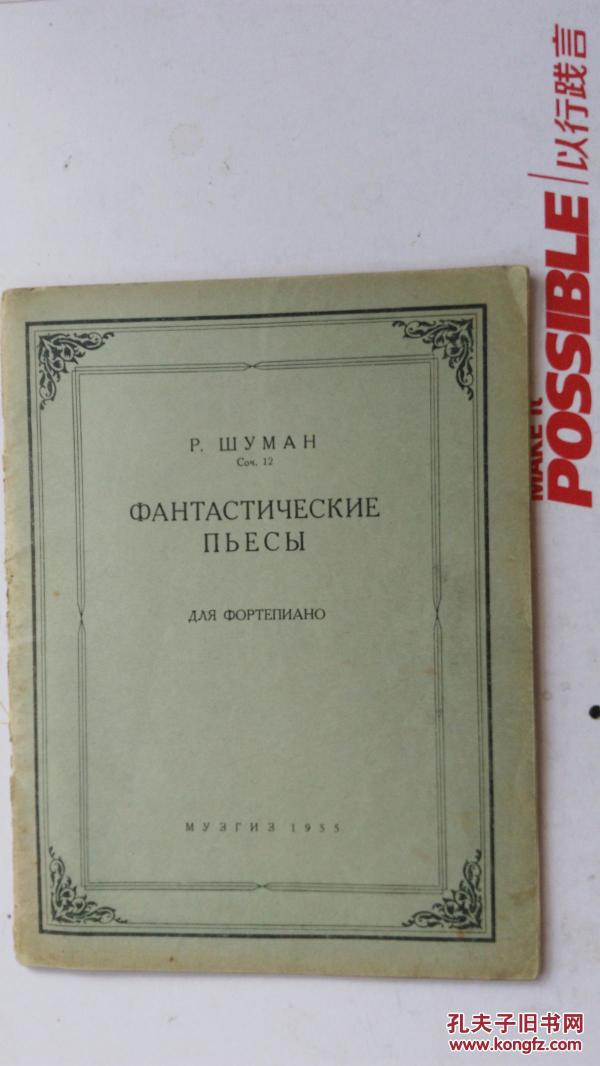 Р. ШУМАН
Соч. 12
ФАНТАСТИЧЕСКИЕ
ПЬЕСЫ
ДЛЯ ФОРТЕПИАНО
МУЗГИЗ 1955
MAKE IT
POSSIBLE 以行践言
孔夫子旧书网
www.kongfz.com